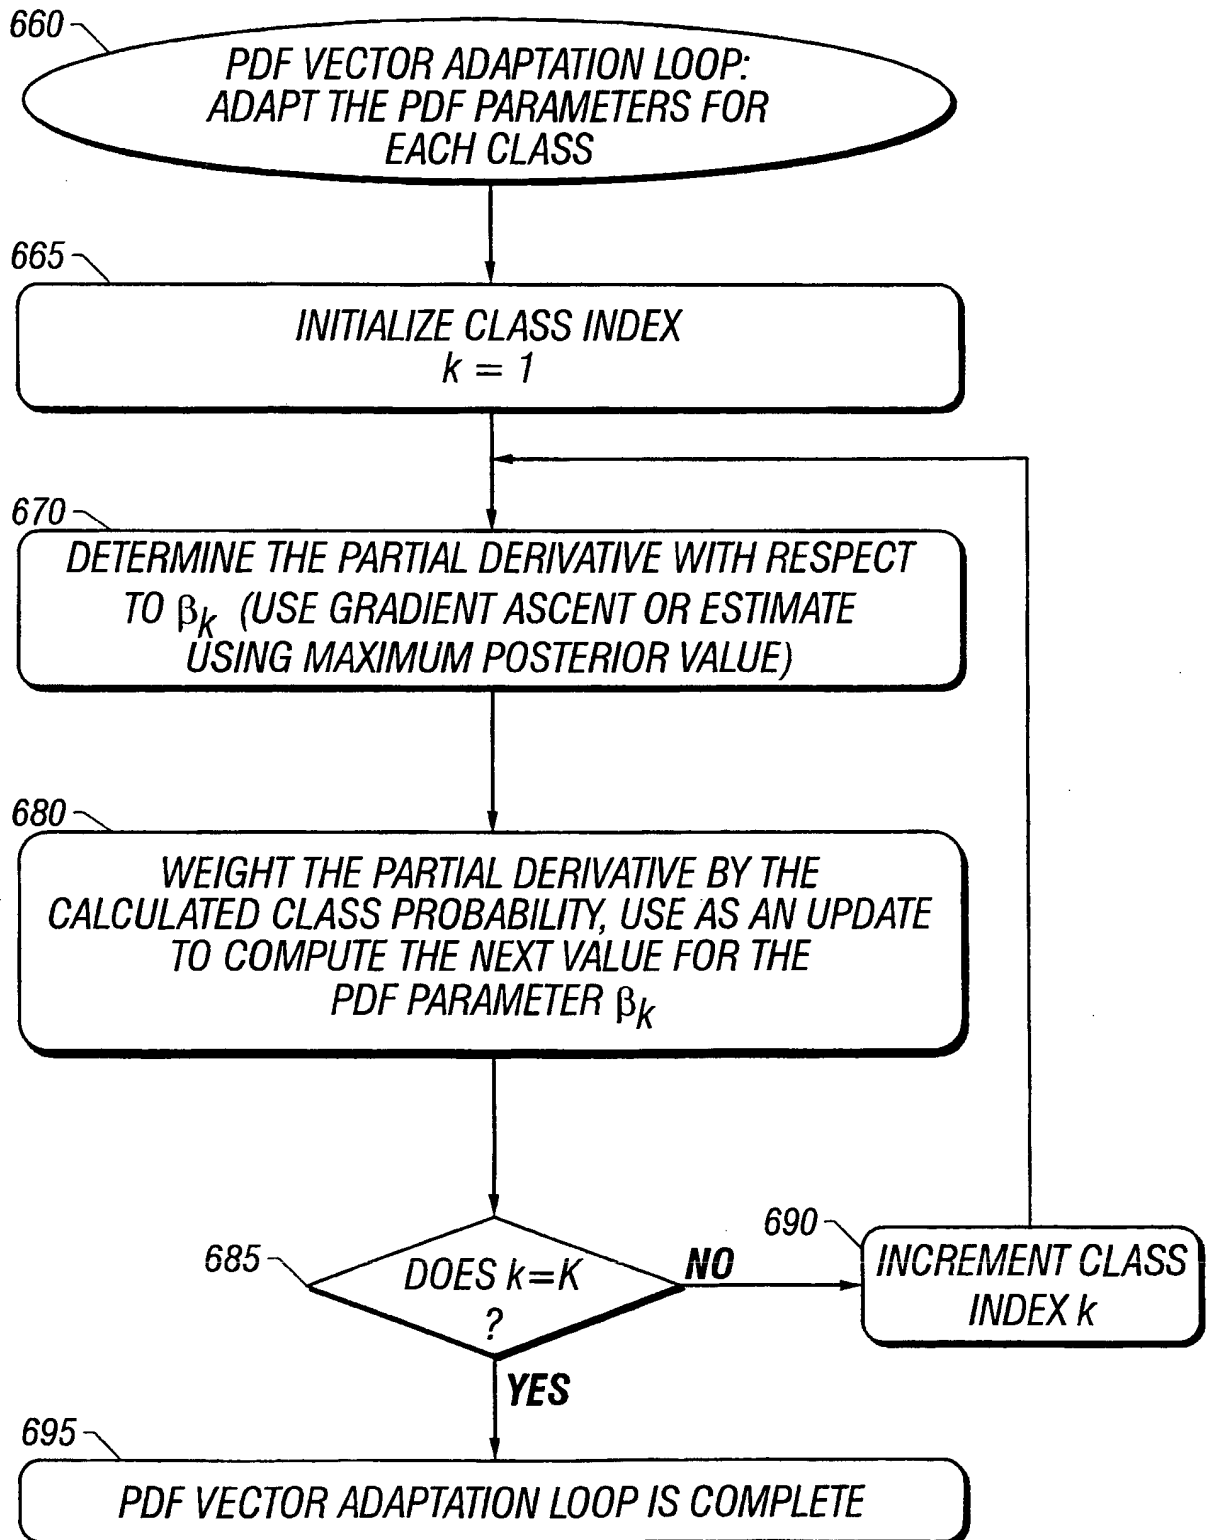 660
PDF VECTOR ADAPTATION LOOP:
ADAPT THE PDF PARAMETERS FOR
EACH CLASS
665
INITIALIZE CLASS INDEX
k = 1
670
DETERMINE THE PARTIAL DERIVATIVE WITH RESPECT
TO βk (USE GRADIENT ASCENT OR ESTIMATE
USING MAXIMUM POSTERIOR VALUE)
680
WEIGHT THE PARTIAL DERIVATIVE BY THE
CALCULATED CLASS PROBABILITY, USE AS AN UPDATE
TO COMPUTE THE NEXT VALUE FOR THE
PDF PARAMETER βk
685
DOES k=K
?
NO
690
INCREMENT CLASS
INDEX k
YES
695
PDF VECTOR ADAPTATION LOOP IS COMPLETE